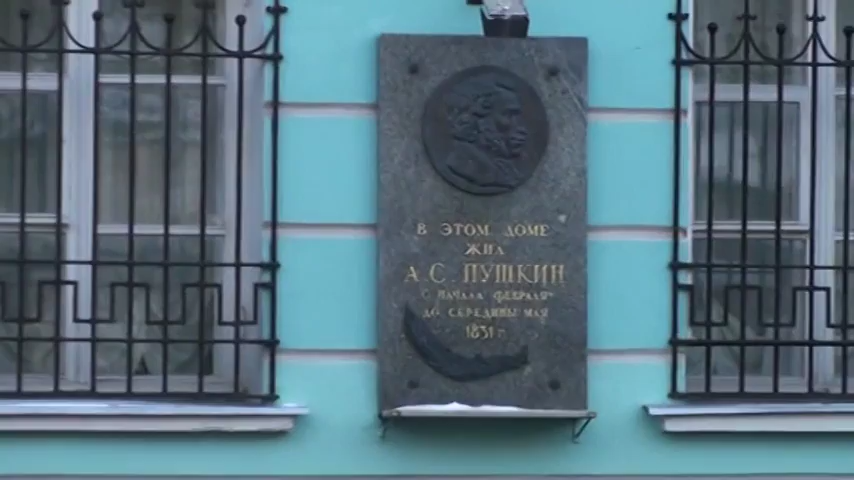 В ЭТОМ ДОМЕ
ЖИЛ
А.С. ПУШКИН
С НАЧАЛА ФЕВРАЛЯ
ДО СЕРЕДИНЫ МАЯ
1831 г.